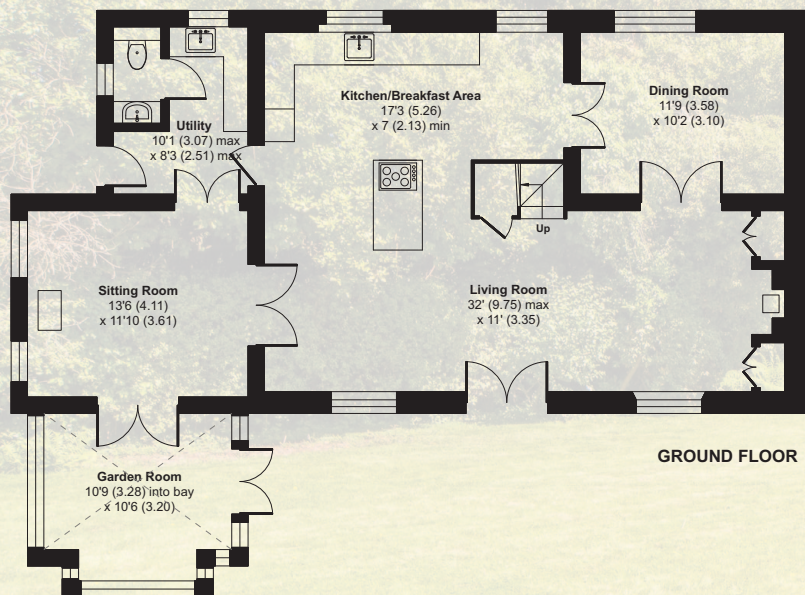 Utility
10'1 (3.07) max
x 8'3 (2.51) max
Kitchen/Breakfast Area
17'3 (5.26)
x 7 (2.13) min
Dining Room
11'9 (3.58)
x 10'2 (3.10)
Up
Sitting Room
13'6 (4.11)
x 11'10 (3.61)
Living Room
32' (9.75) max
x 11' (3.35)
GROUND FLOOR
Garden Room
10'9 (3.28) into bay
x 10'6 (3.20)